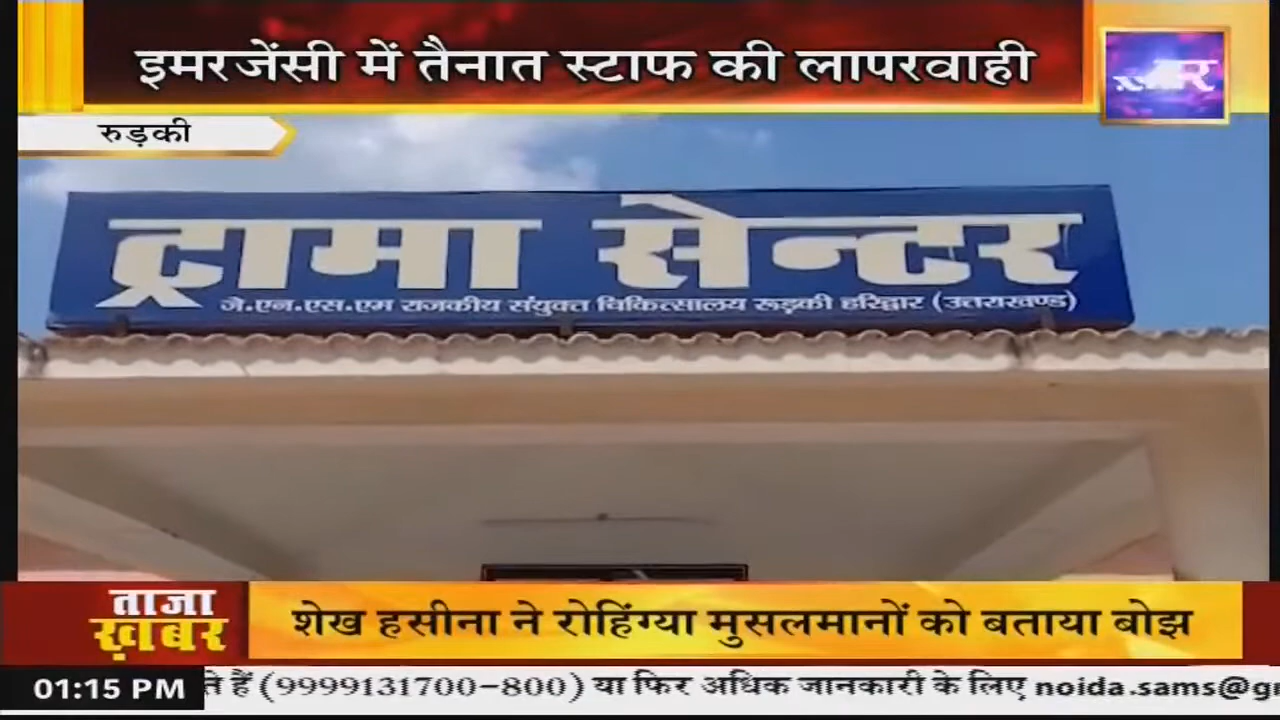 इमरजेंसी में तैनात स्टाफ की लापरवाही
रुड़की
ट्रामा सेन्टर
जे.एन.एस.एम राजकीय संयुक्त चिकित्सालय रूड़की हरिद्वार (उत्तराखण्ड)
ताजा
ख़बर
शेख हसीना ने रोहिंग्या मुसलमानों को बताया बोझ
01:15 PM
हैं (9999131700-800) या फिर अधिक जानकारी के लिए noida.sams@gm